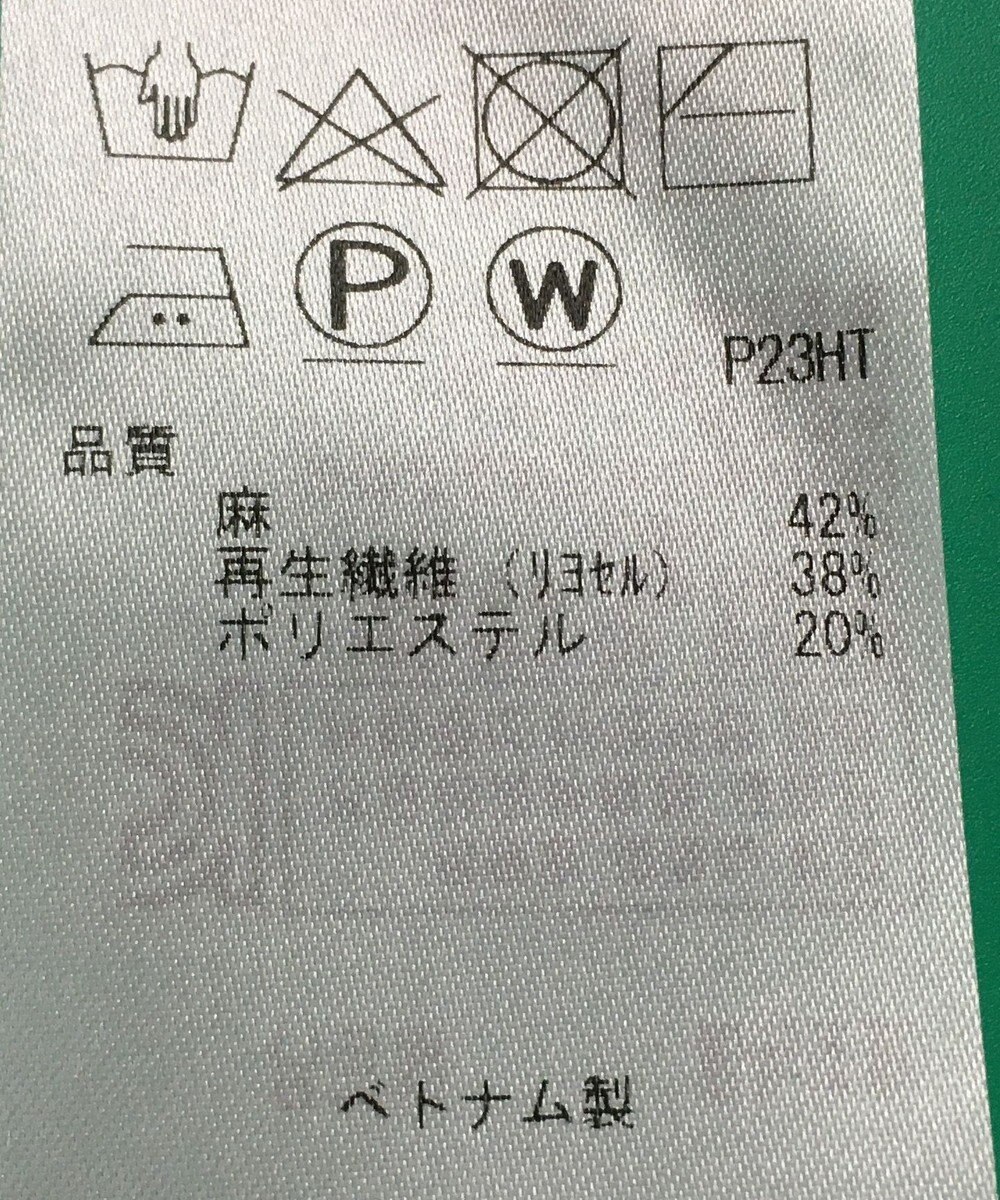 P W
P23HT
品質
麻 42%
再生繊維 (リヨセル) 38%
ポリエステル 20%
ベトナム製